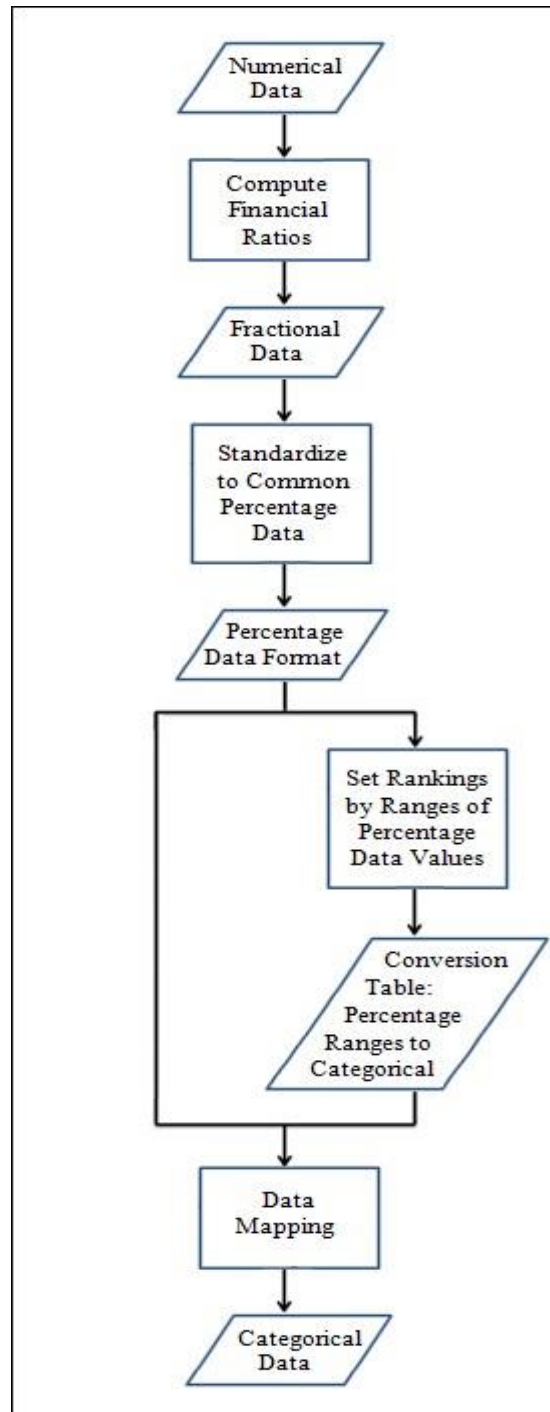 Numerical
Data
Compute
Financial
Ratios
Fractional
Data
Standardize
to Common
Percentage
Data
Percentage
Data Format
Set Rankings
by Ranges of
Percentage
Data Values
Conversion
Table:
Percentage
Ranges to
Categorical
Data
Mapping
Categorical
Data